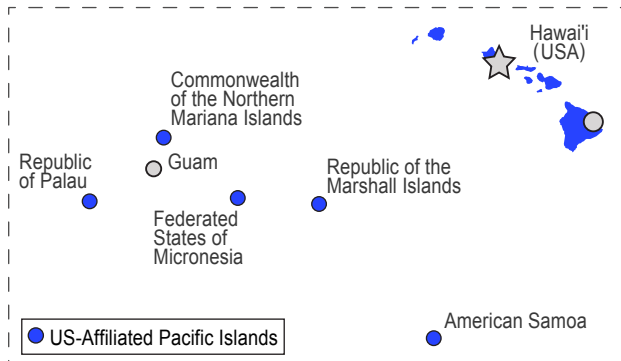 Hawai'i
(USA)
Commonwealth
of the Northern
Mariana Islands
Republic
of Palau
Guam
Republic of the
Marshall Islands
Federated
States of
Micronesia
American Samoa
US-Affiliated Pacific Islands